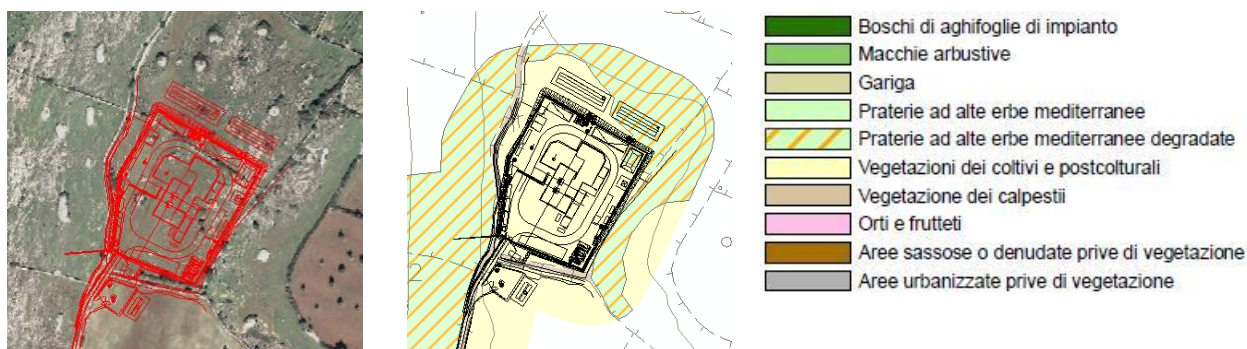 Boschi di aghifoglie di impianto
Macchie arbustive
Gariga
Praterie ad alte erbe mediterranee
Praterie ad alte erbe mediterranee degradate
Vegetazioni dei coltivi e postcolturali
Vegetazione dei calpestii
Orti e frutteti
Aree sassose o denudate prive di vegetazione
Aree urbanizzate prive di vegetazione